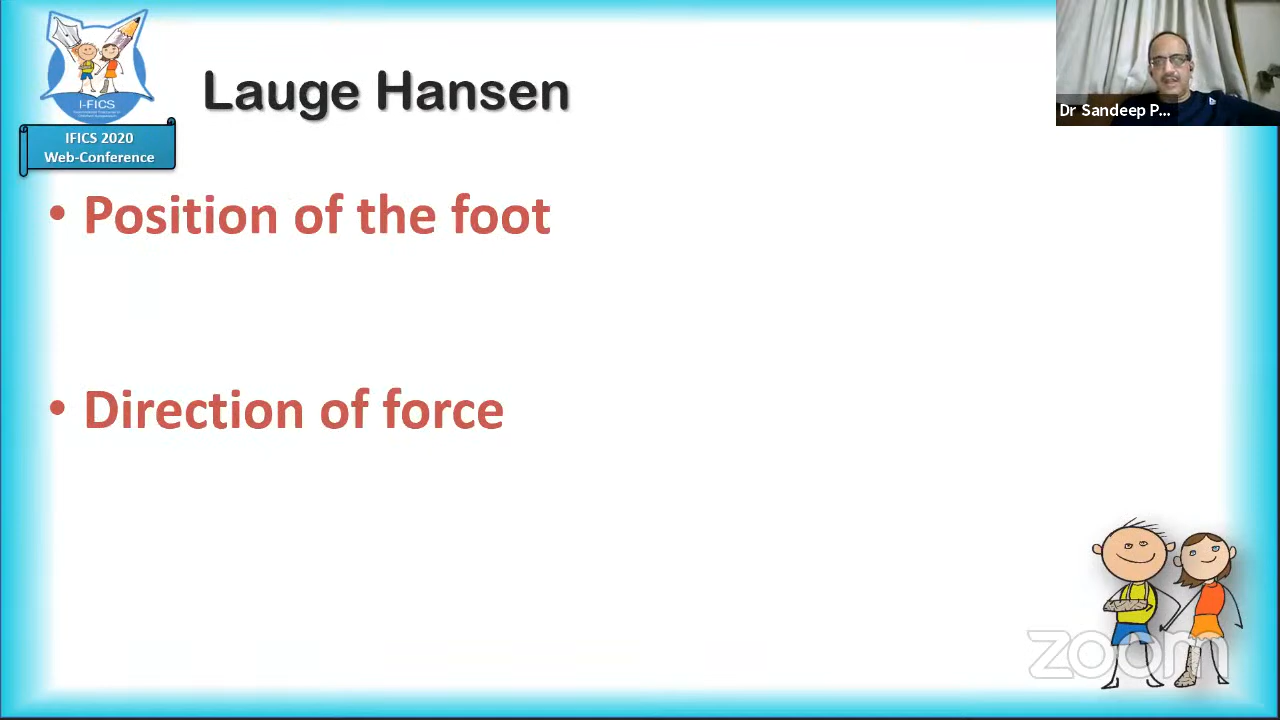 I-FICS
IFICS 2020
Web-Conference
Lauge Hansen
Dr Sandeep P...
• Position of the foot
• Direction of force
zoom